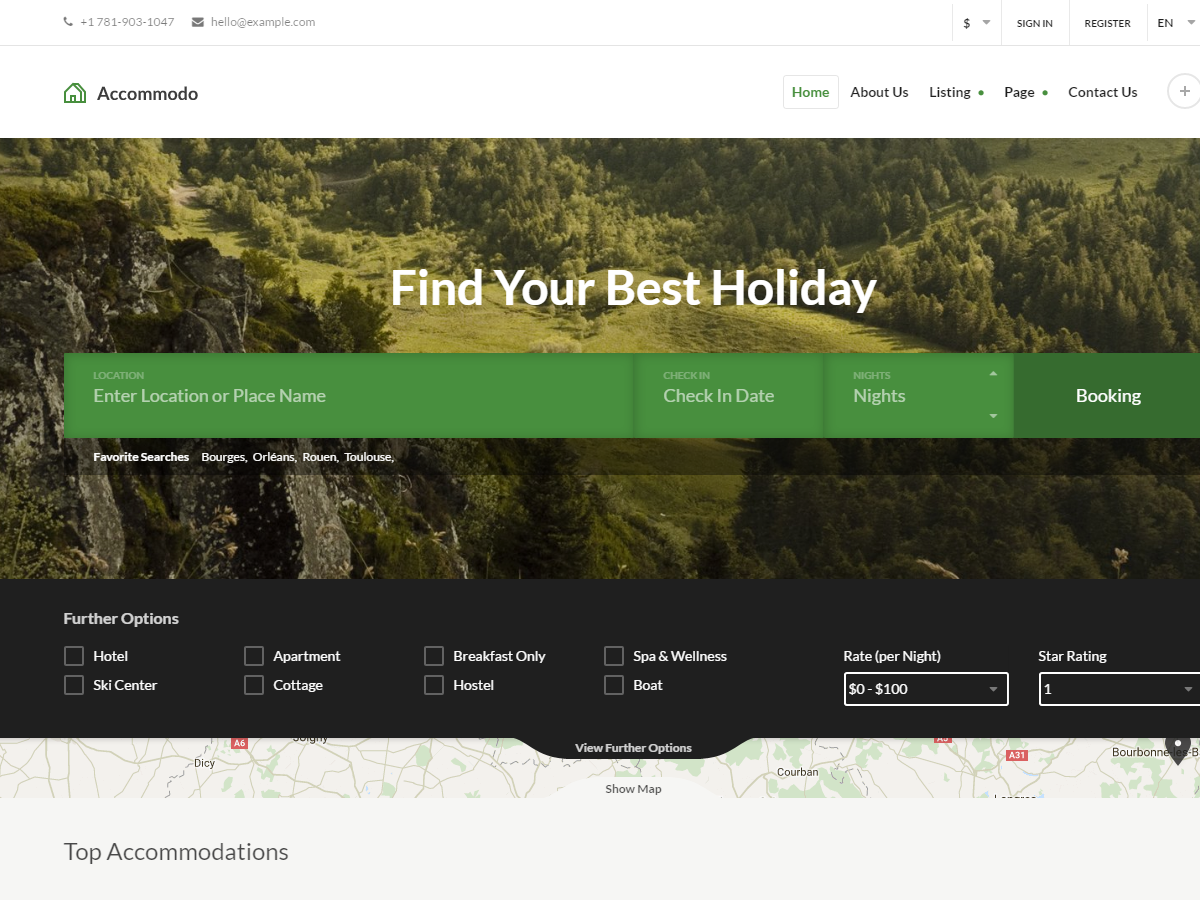 +1 781-903-1047
hello@example.com
$
SIGN IN
REGISTER
EN
Accommodo
Home
About Us
Listing
Page
Contact Us
Find Your Best Holiday
LOCATION
Enter Location or Place Name
CHECK IN
Check In Date
NIGHTS
Nights
Booking
Favorite Searches Bourges, Orléans, Rouen, Toulouse,
Further Options
Hotel
Apartment
Breakfast Only
Spa & Wellness
Ski Center
Cottage
Hostel
Boat
Rate (per Night)
$0 - $100
Star Rating
1
A6
Dicy
View Further Options
Courban
A31
Show Map
Top Accommodations